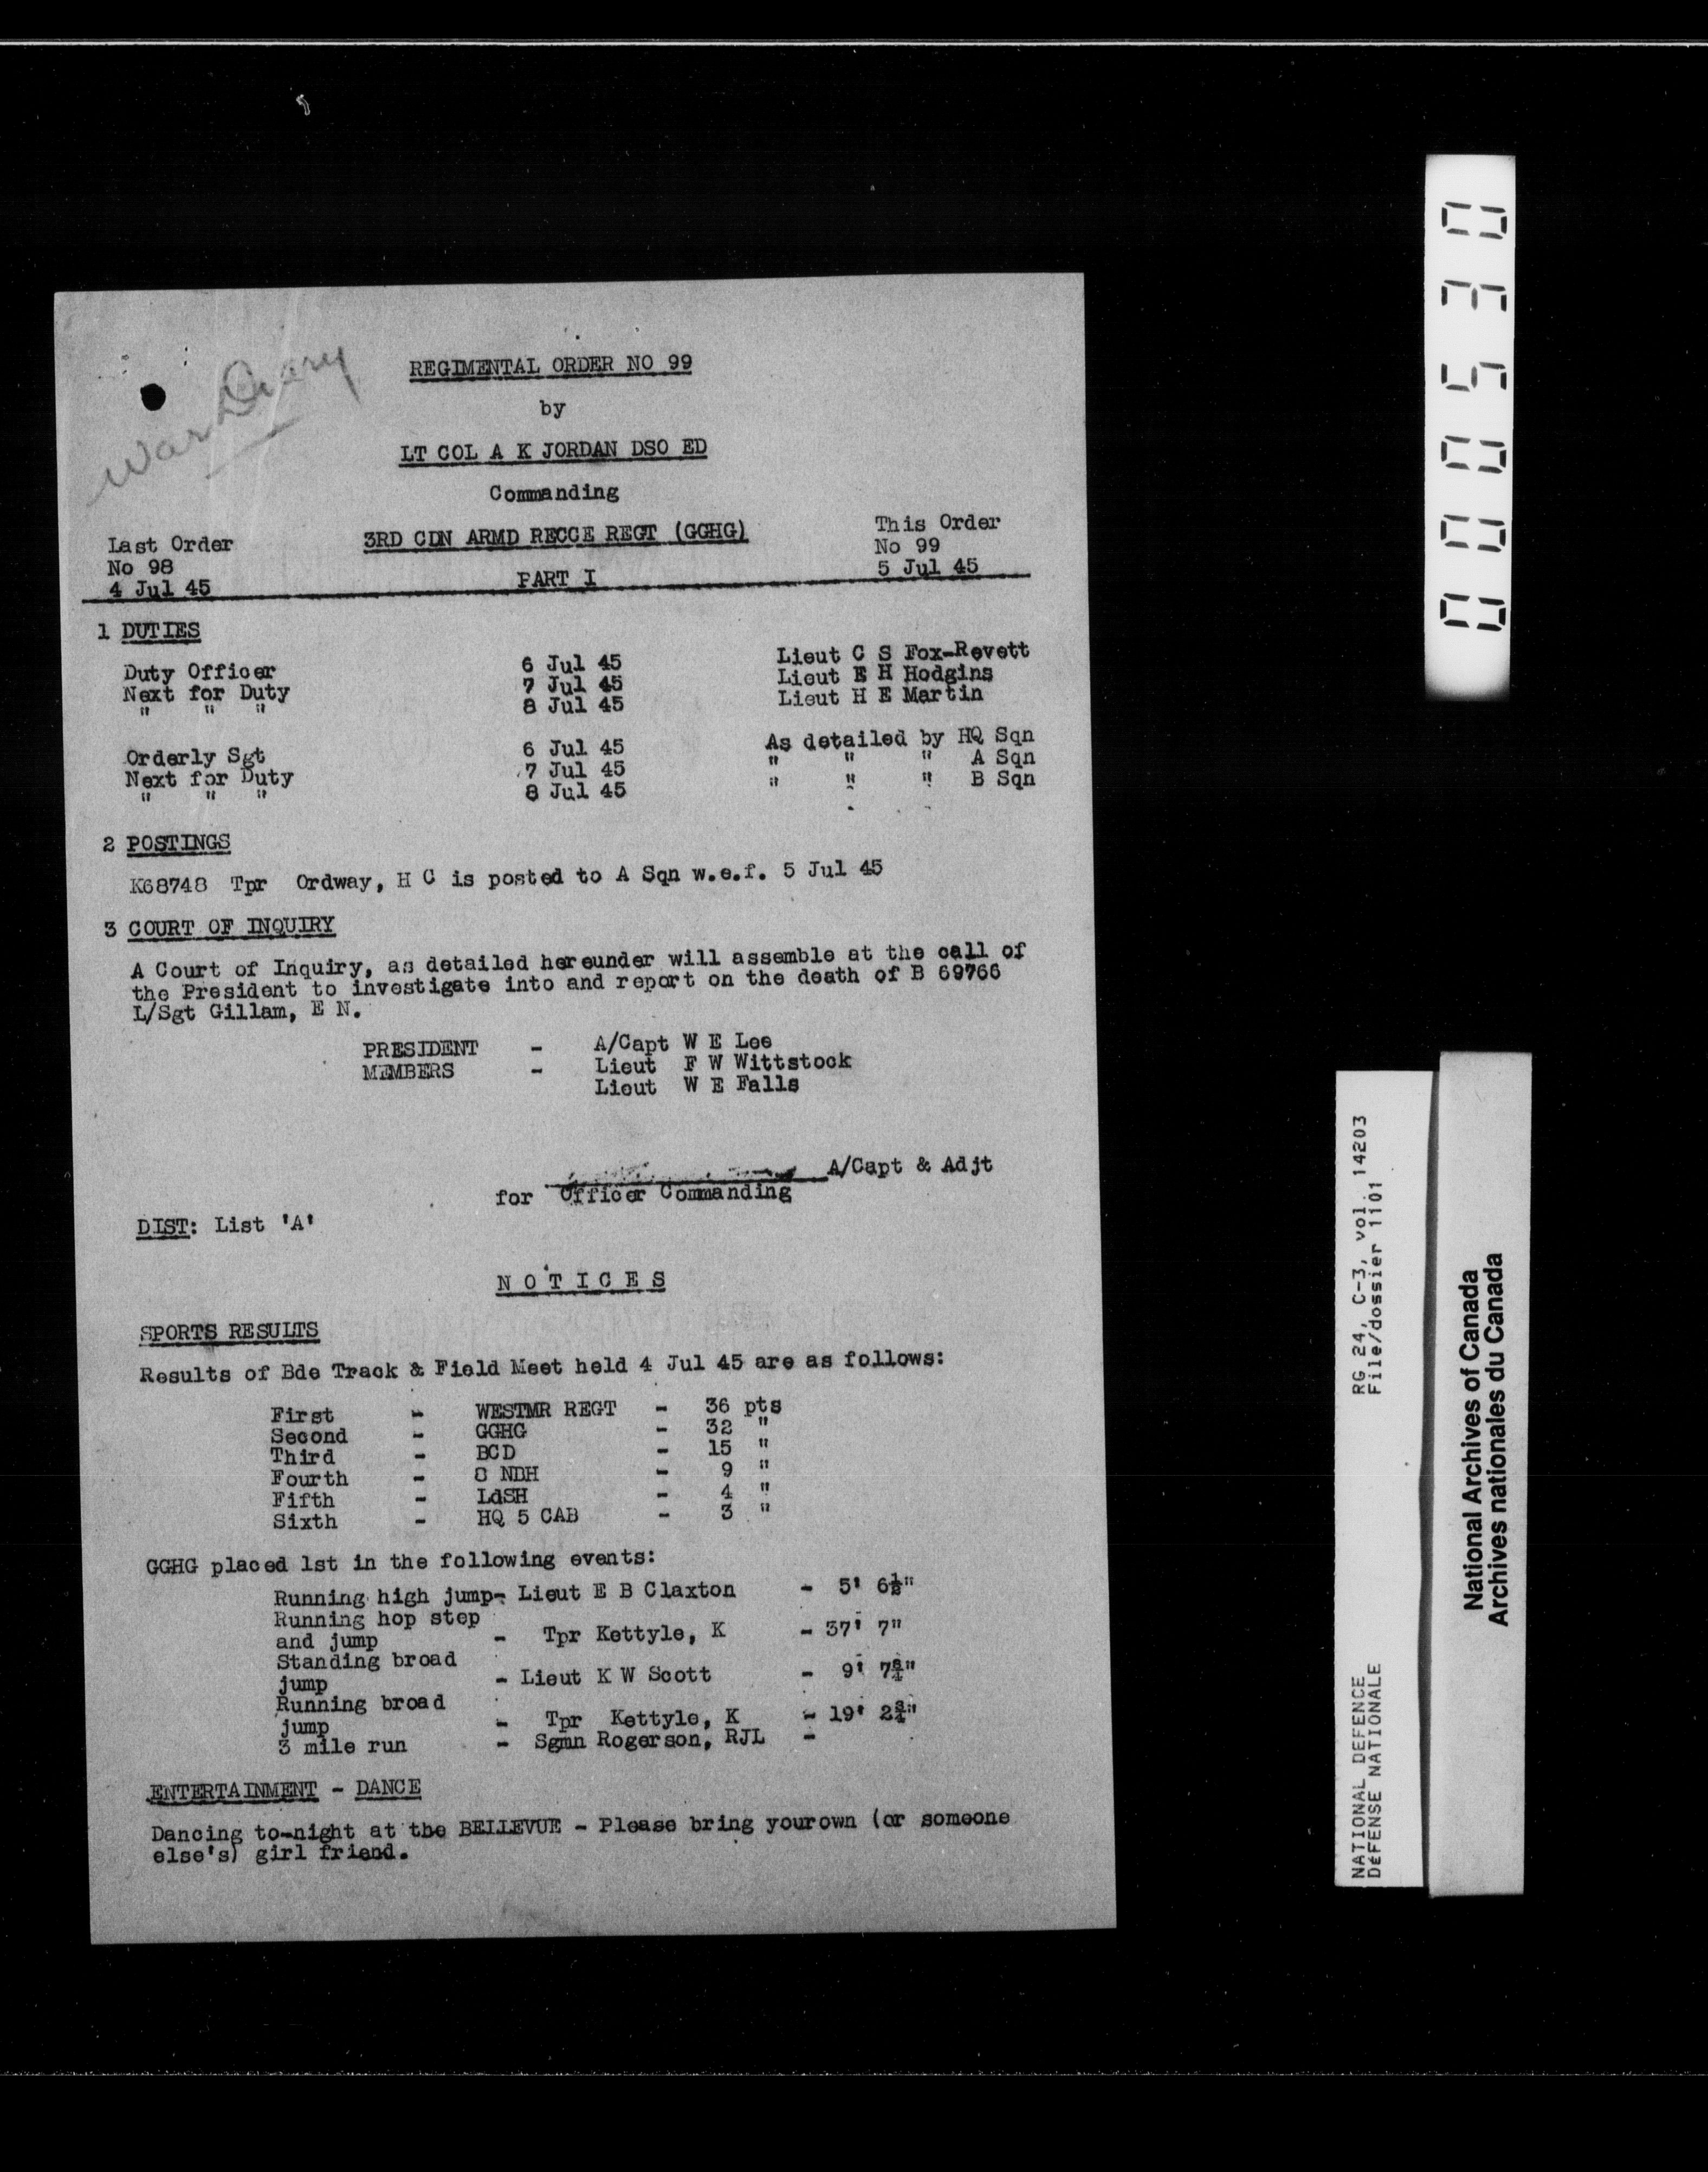 War Diary
REGIMENTAL ORDER NO 99
by
LT COL A K JORDAN DSO ED
Commanding
3RD CDN ARMD RECCE REGT (GGHG)
Last Order
No 98
4 Jul 45
PART I
This Order
No 99
5 Jul 45
1 DUTIES
Duty Officer 6 Jul 45 Lieut C S Fox-Revett
Next for Duty 7 Jul 45 Lieut E H Hodgins
" " " 8 Jul 45 Lieut H E Martin
Orderly Sgt 6 Jul 45 As detailed by HQ Sqn
Next for Duty 7 Jul 45 " " " A Sqn
" " " 8 Jul 45 " " " B Sqn
2 POSTINGS
K68748 Tpr Ordway, H C is posted to A Sqn w.e.f. 5 Jul 45
3 COURT OF INQUIRY
A Court of Inquiry, as detailed hereunder will assemble at the call of
the President to investigate into and report on the death of B 69766
L/Sgt Gillam, E N.
PRESIDENT - A/Capt W E Lee
MEMBERS - Lieut F W Wittstock
Lieut W E Falls
A/Capt & Adjt
for Officer Commanding
DIST: List 'A'
N O T I C E S
SPORTS RESULTS
Results of Bde Track & Field Meet held 4 Jul 45 are as follows:
First - WESTMR REGT - 36 pts
Second - GGHG - 32 "
Third - BCD - 15 "
Fourth - 8 NDH - 9 "
Fifth - LdSH - 4 "
Sixth - HQ 5 CAB - 3 "
GGHG placed 1st in the following events:
Running high jump- Lieut E B Claxton - 5' 6½"
Running hop step
and jump - Tpr Kettyle, K - 37' 7"
Standing broad
jump - Lieut K W Scott - 9' 7¾"
Running broad
jump - Tpr Kettyle, K - 19' 2¾"
3 mile run - Sgmn Rogerson, RJL -
ENTERTAINMENT - DANCE
Dancing to-night at the BELLEVUE - Please bring yourown (or someone
else's) girl friend.
000530
NATIONAL DEFENCE RG 24, C-3, vol. 14203
DéFENSE NATIONALE File/dossier 1101
National Archives of Canada
Archives nationales du Canada